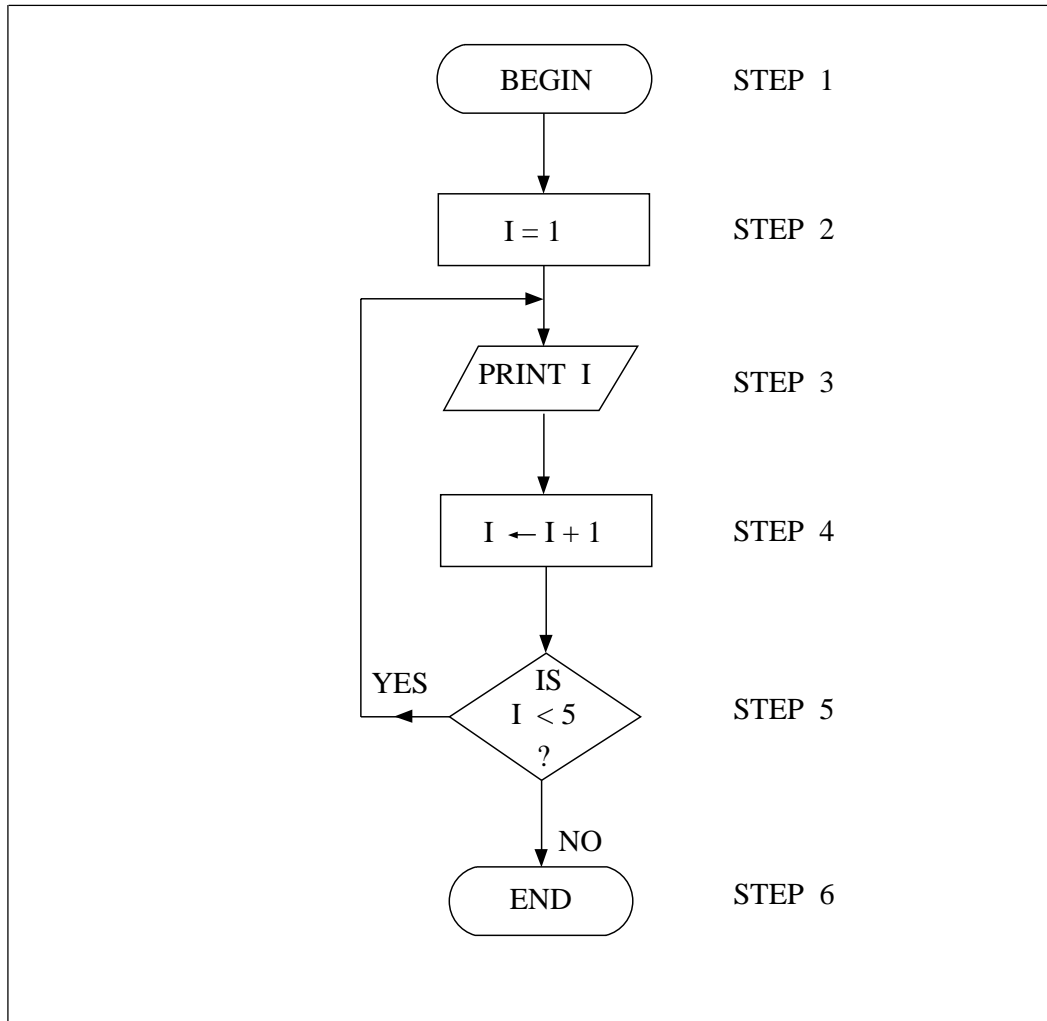 BEGIN STEP 1
I = 1 STEP 2
PRINT I STEP 3
I ← I + 1 STEP 4
YES
IS
I < 5 STEP 5
?
NO
END STEP 6